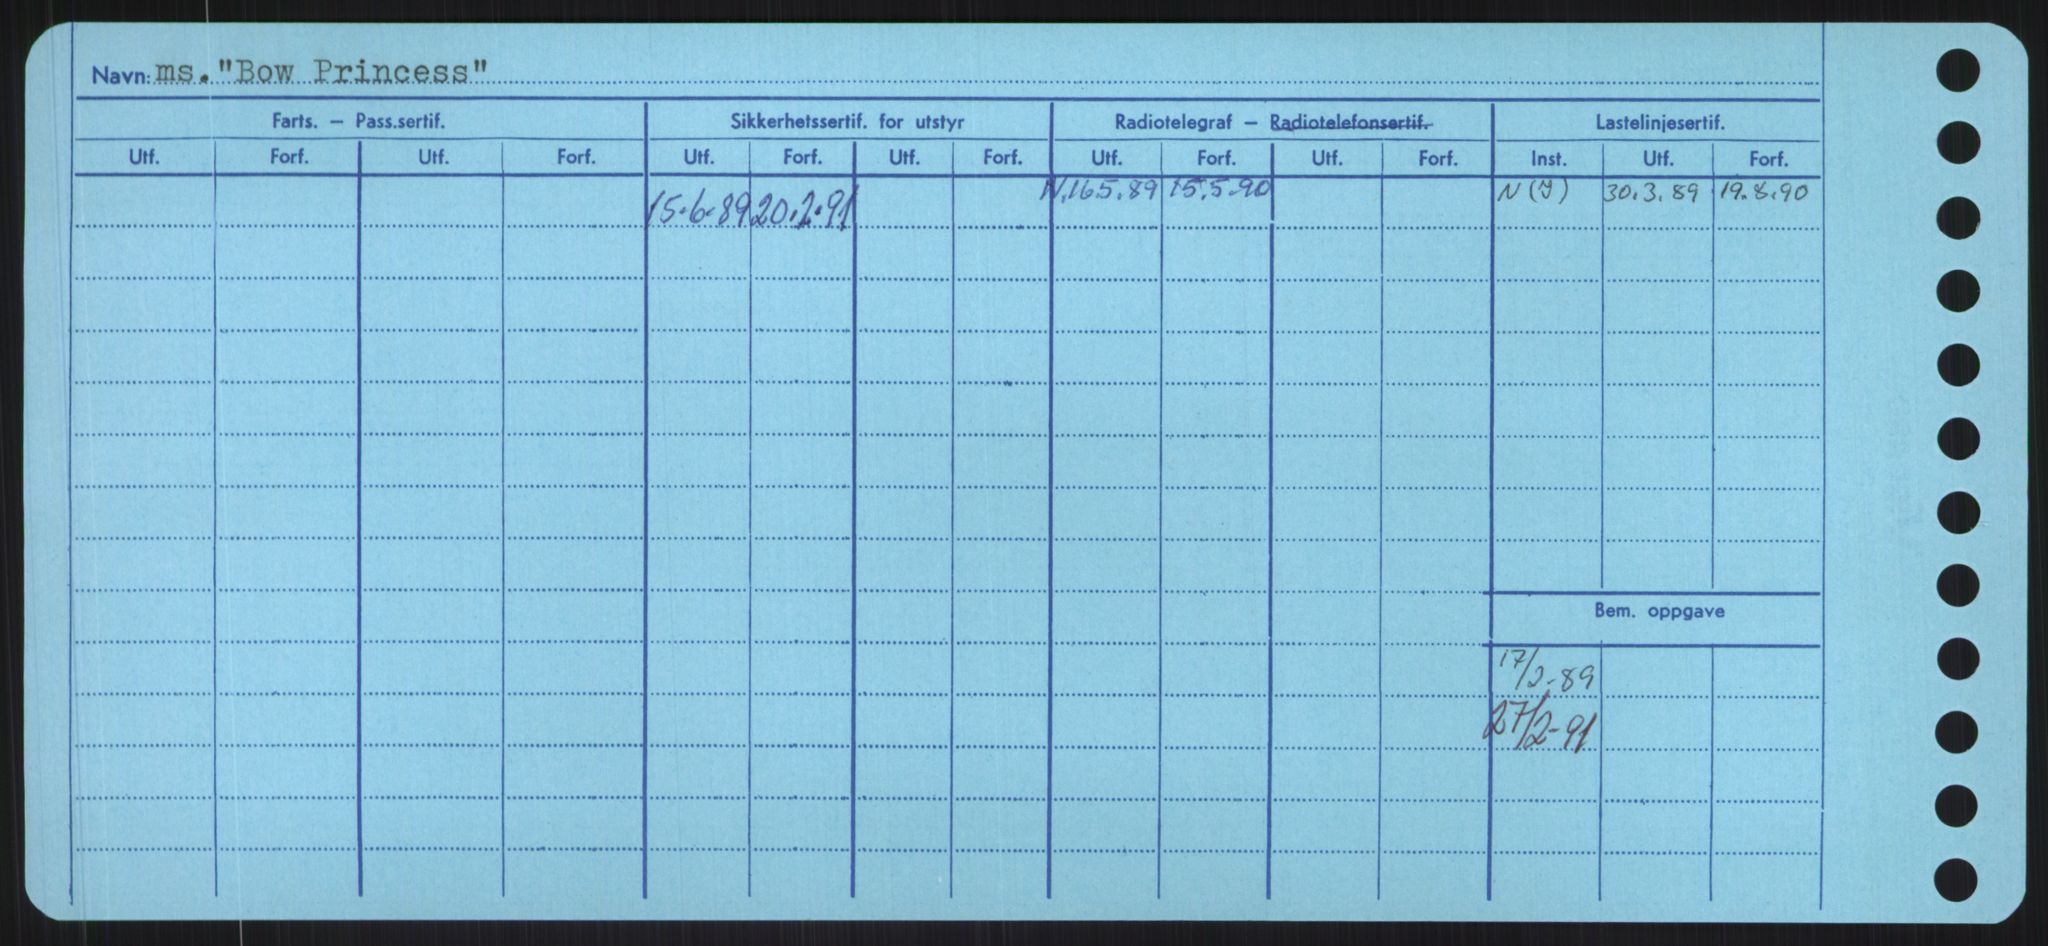 Navn: ms. "Bow Princess"
Farts. – Pass.sertif. Sikkerhetssertif. for utstyr Radiotelegraf – Radiotelefonsertif. Lastelinjesertif.
Utf. Forf. Utf. Forf. Utf. Forf. Utf. Forf. Utf. Forf. Utf. Forf. Inst. Utf. Forf.
15.6.89 20.2.91 N.16.5.89 15.5.90 N (I) 30.3.89 19.8.90
Bem. oppgave
17/2-89
27/2-91